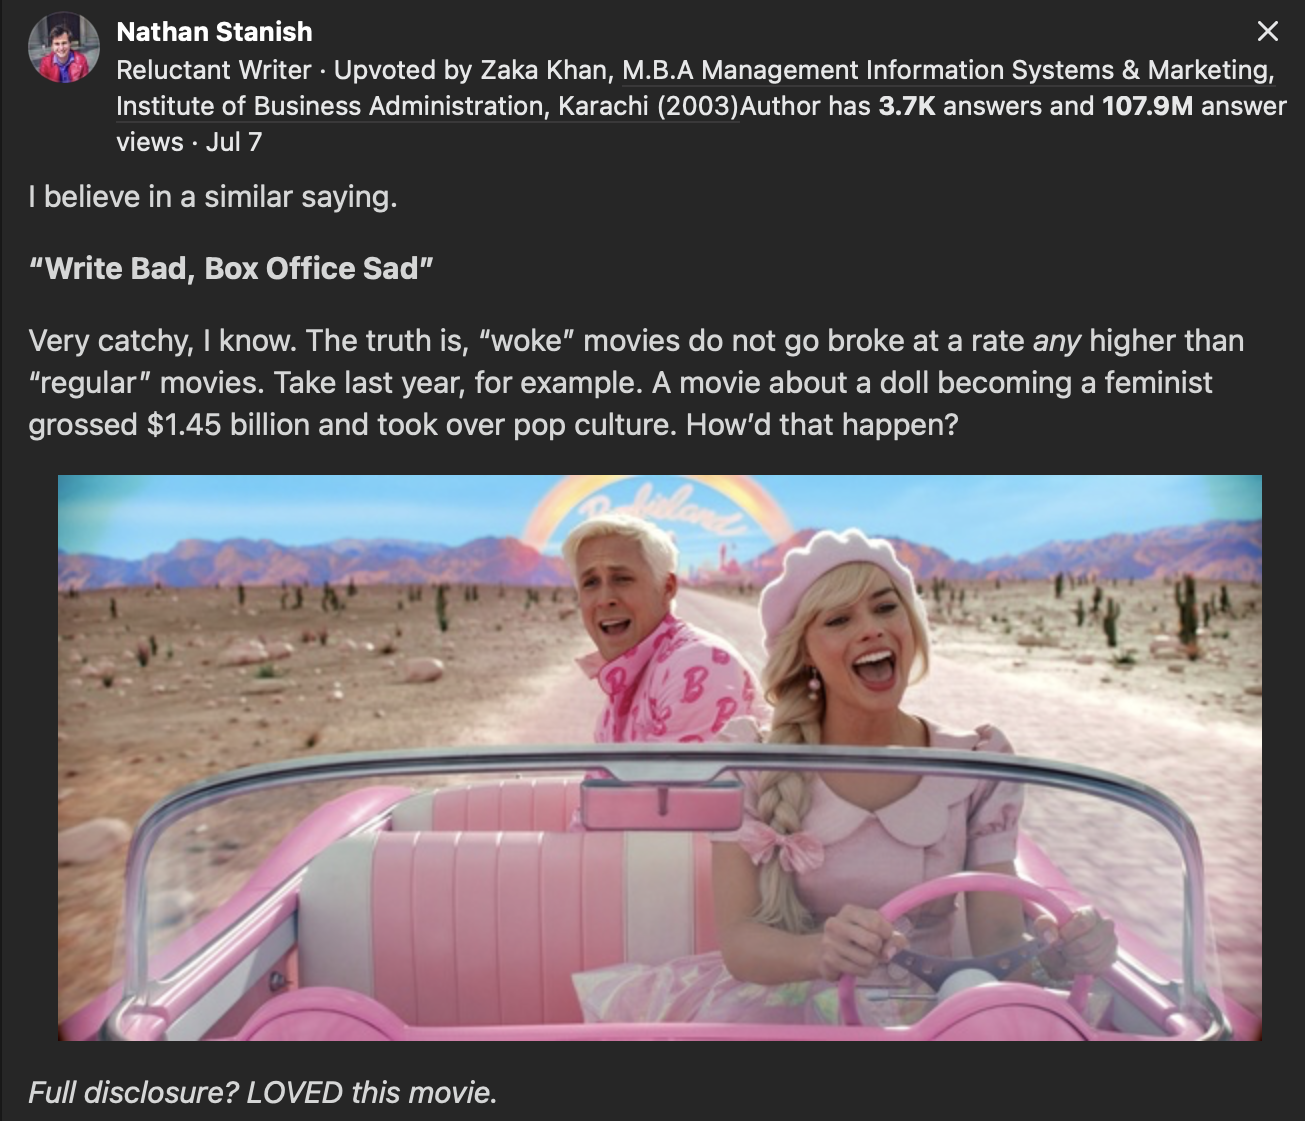 Nathan Stanish
Reluctant Writer · Upvoted by Zaka Khan, M.B.A Management Information Systems & Marketing,
Institute of Business Administration, Karachi (2003)Author has 3.7K answers and 107.9M answer
views · Jul 7
I believe in a similar saying.
“Write Bad, Box Office Sad”
Very catchy, I know. The truth is, “woke” movies do not go broke at a rate any higher than
“regular” movies. Take last year, for example. A movie about a doll becoming a feminist
grossed $1.45 billion and took over pop culture. How’d that happen?
Barbieland
B B B
Full disclosure? LOVED this movie.